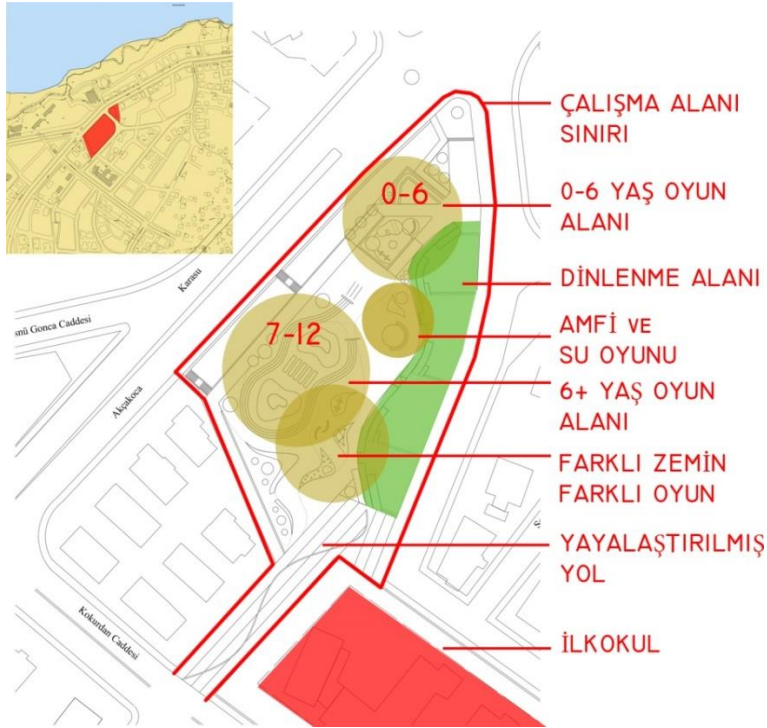 ÇALIŞMA ALANI
SINIRI
0-6
0-6 YAŞ OYUN
ALANI
DİNLENME ALANI
Karasu
snü Gonca Caddesi
7-12
AMFİ VE
SU OYUNU
6+ YAŞ OYUN
ALANI
Akçakoca
FARKLI ZEMİN
FARKLI OYUN
YAYALAŞTIRILMIŞ
YOL
Kokurdan Caddesi
İLKOKUL